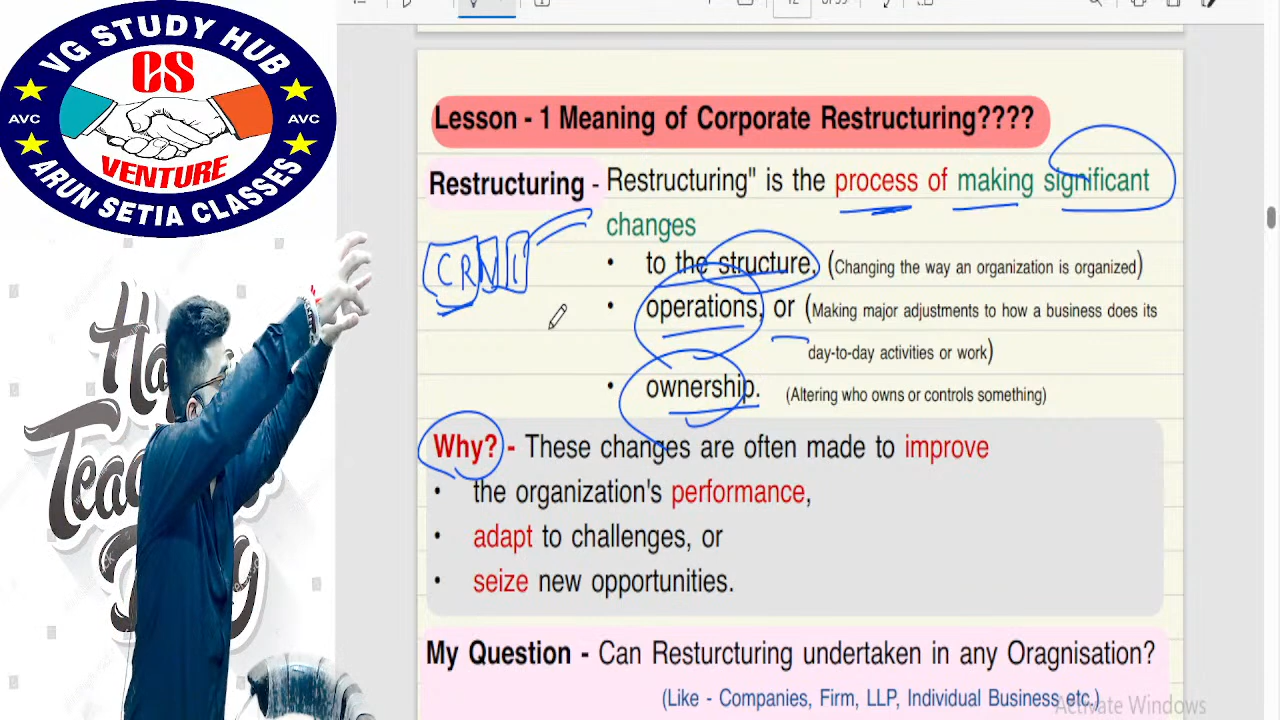 VG STUDY HUB
CS
AVC
AVC
VENTURE
ARUN SETIA CLASSES
Happy
Teachers
Day
Lesson - 1 Meaning of Corporate Restructuring????
Restructuring - Restructuring" is the process of making significant
changes
• to the structure, (Changing the way an organization is organized)
CRVI
• operations, or (Making major adjustments to how a business does its
day-to-day activities or work)
• ownership. (Altering who owns or controls something)
Why? - These changes are often made to improve
• the organization's performance,
• adapt to challenges, or
• seize new opportunities.
My Question - Can Resturcturing undertaken in any Oragnisation?
(Like - Companies, Firm, LLP, Individual Business etc.)
Activate Windows